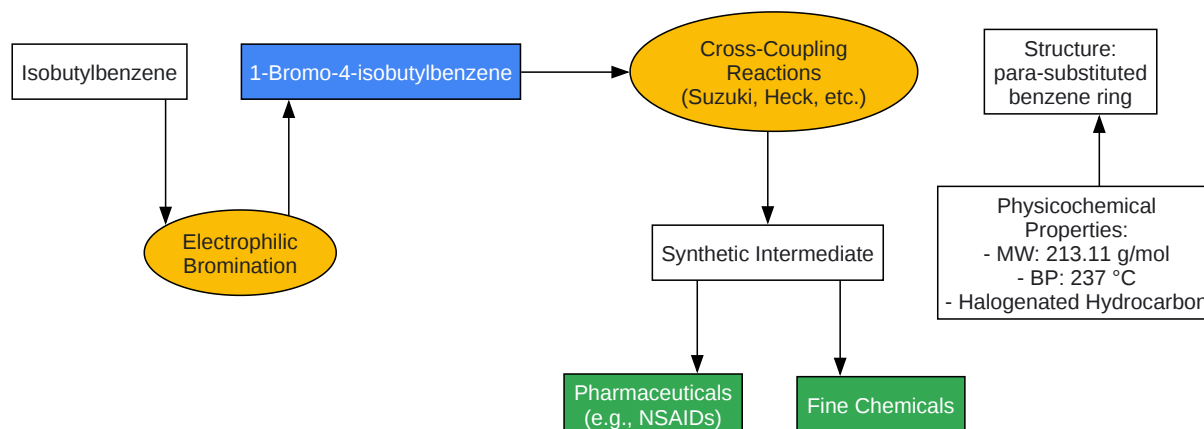 Isobutylbenzene
1-Bromo-4-isobutylbenzene
Cross-Coupling
Reactions
(Suzuki, Heck, etc.)
Structure:
para-substituted
benzene ring
Electrophilic
Bromination
Synthetic Intermediate
Physicochemical
Properties:
- MW: 213.11 g/mol
- BP: 237 °C
- Halogenated Hydrocarbon
Pharmaceuticals
(e.g., NSAIDs)
Fine Chemicals